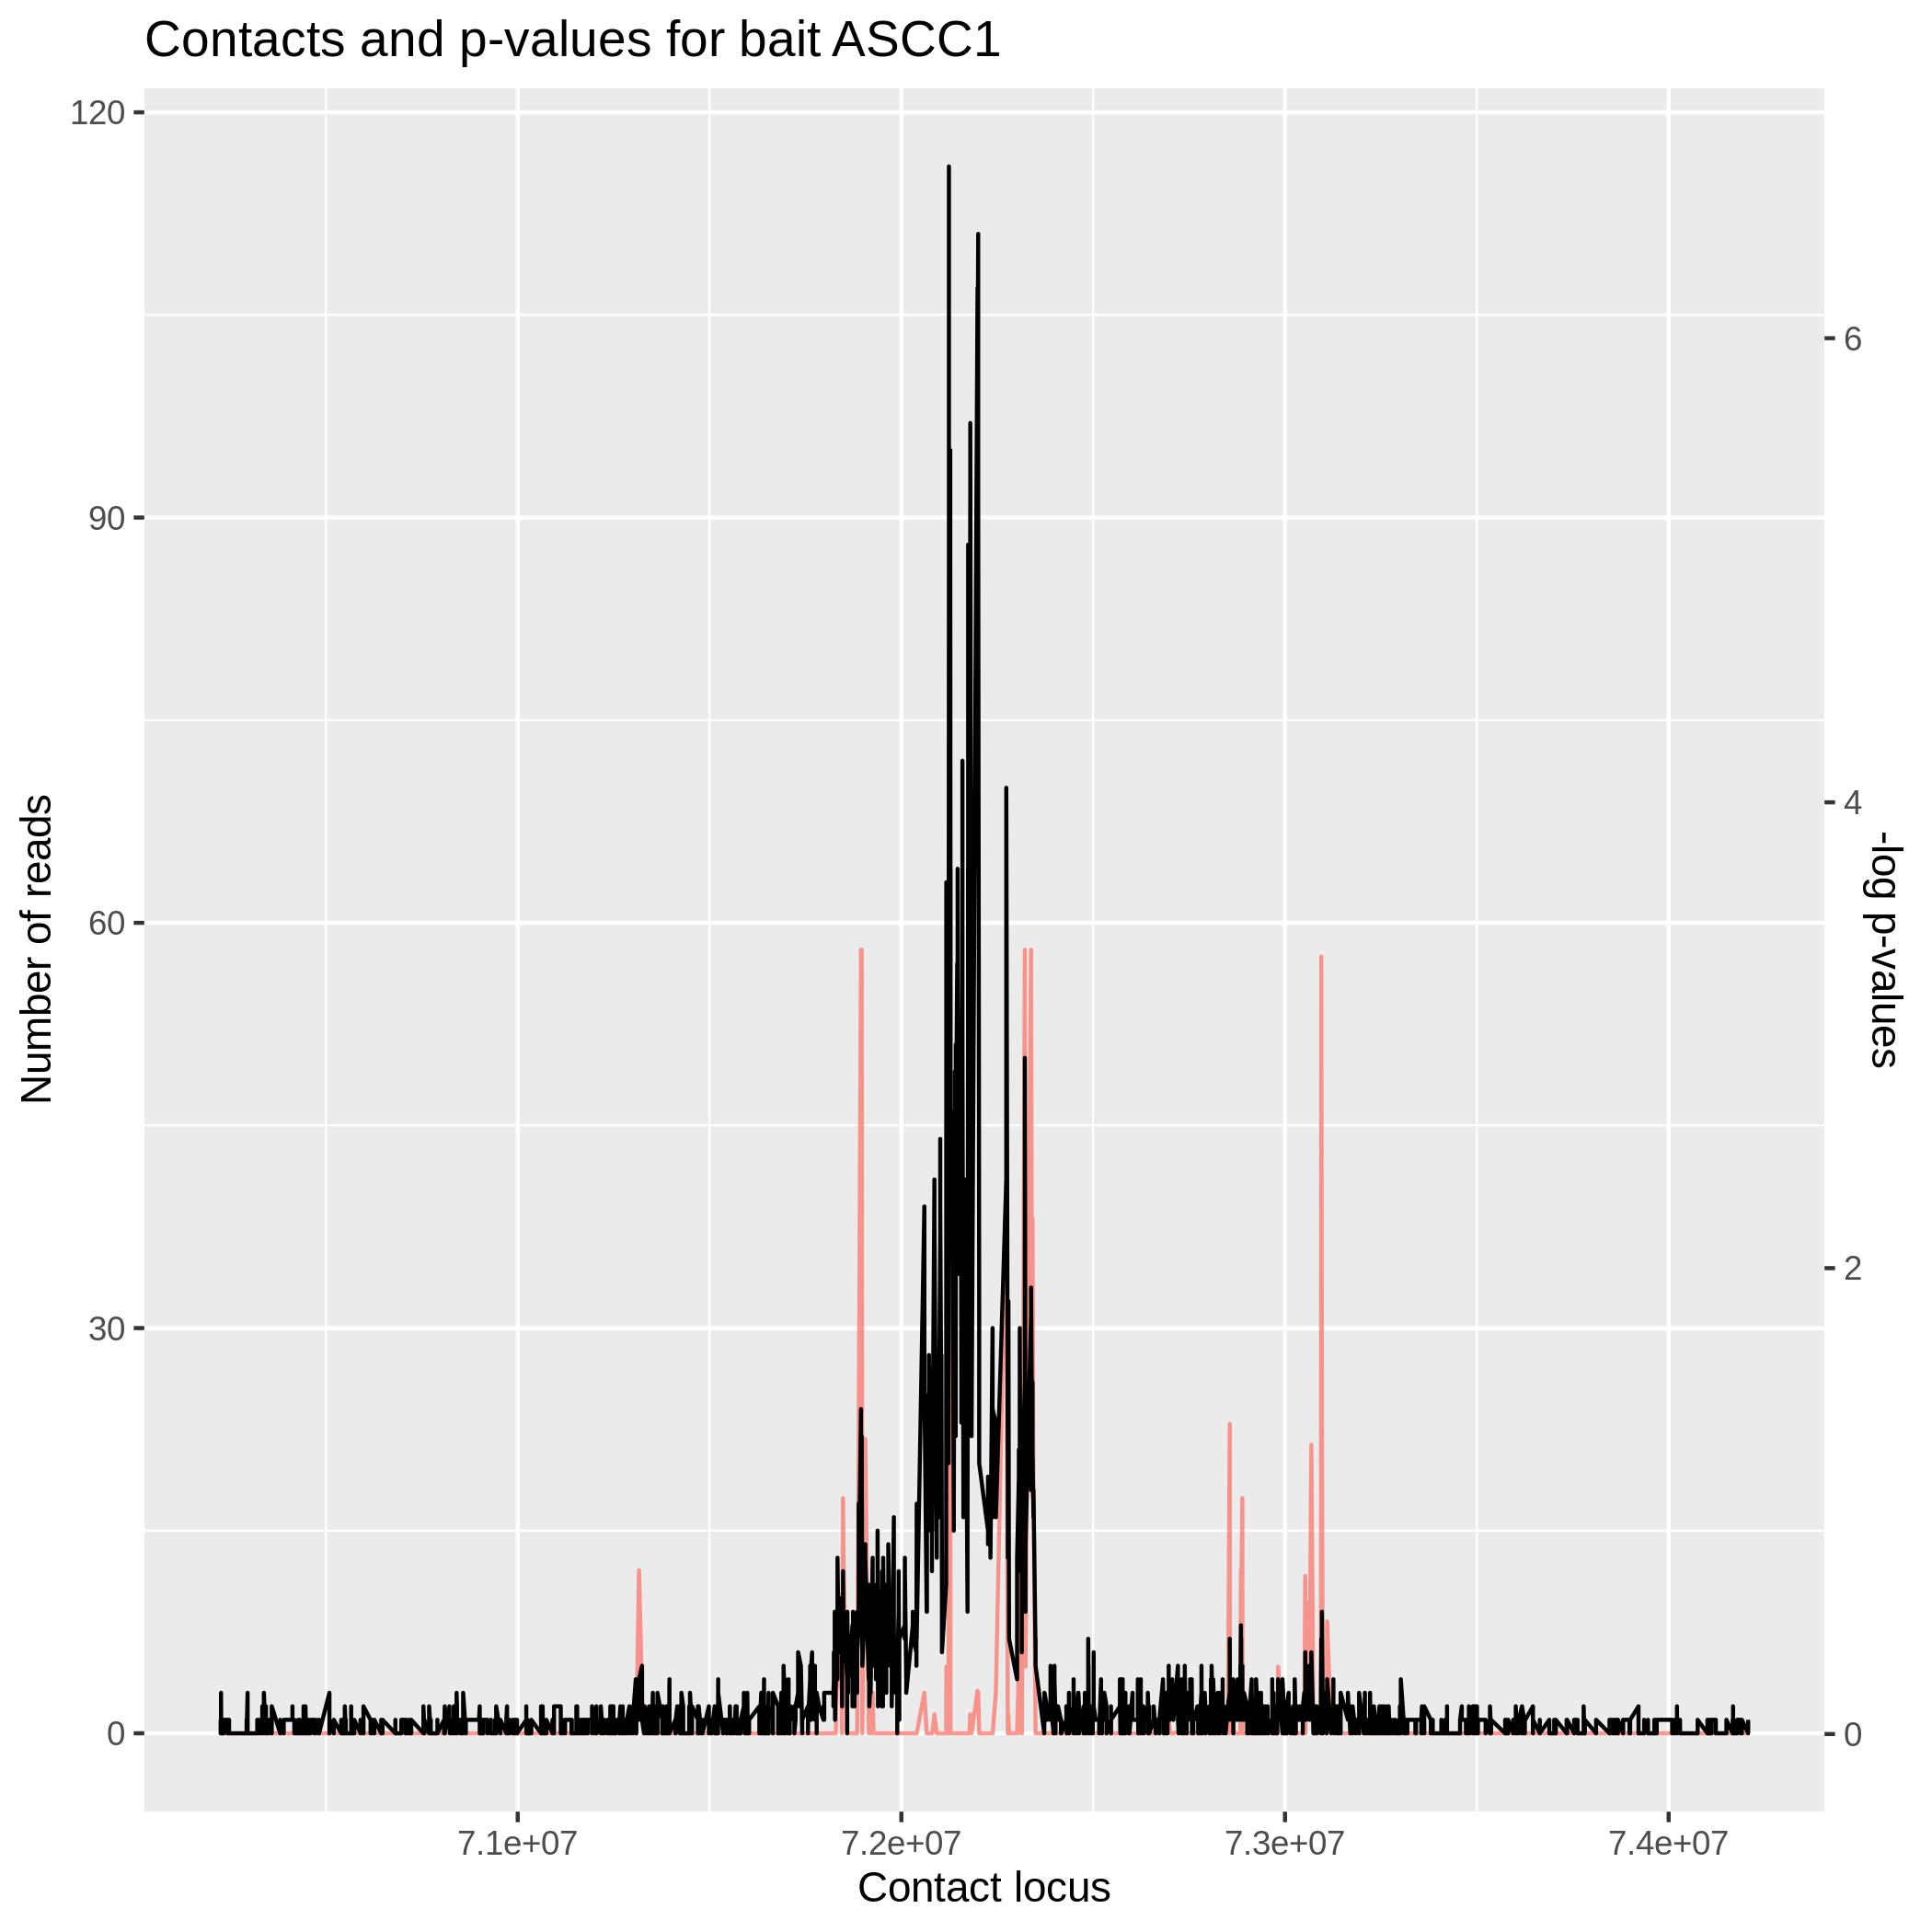 Contacts and p-values for bait ASCC1
120
90
60
30
0
Number of reads
6
4
2
0
-log p-values
7.1e+07
7.2e+07
7.3e+07
7.4e+07
Contact locus